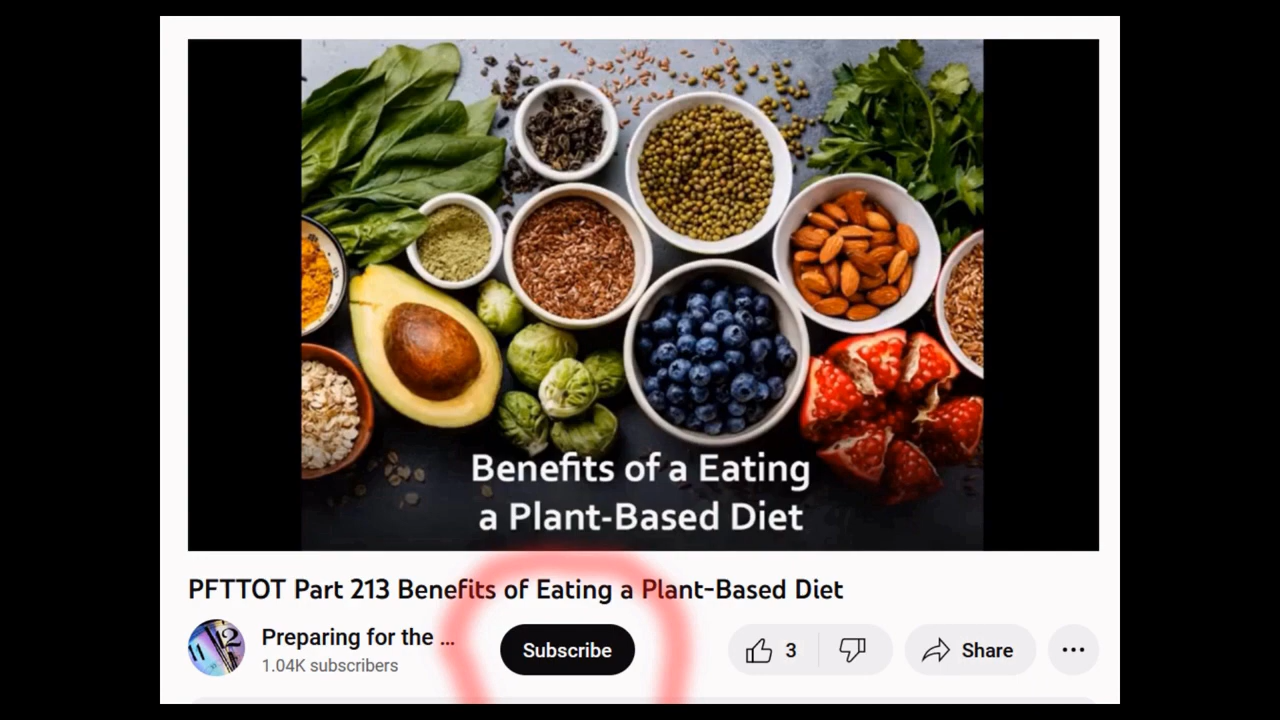 Benefits of a Eating
a Plant-Based Diet
PFTTOT Part 213 Benefits of Eating a Plant-Based Diet
Preparing for the ...
1.04K subscribers
Subscribe
3
Share